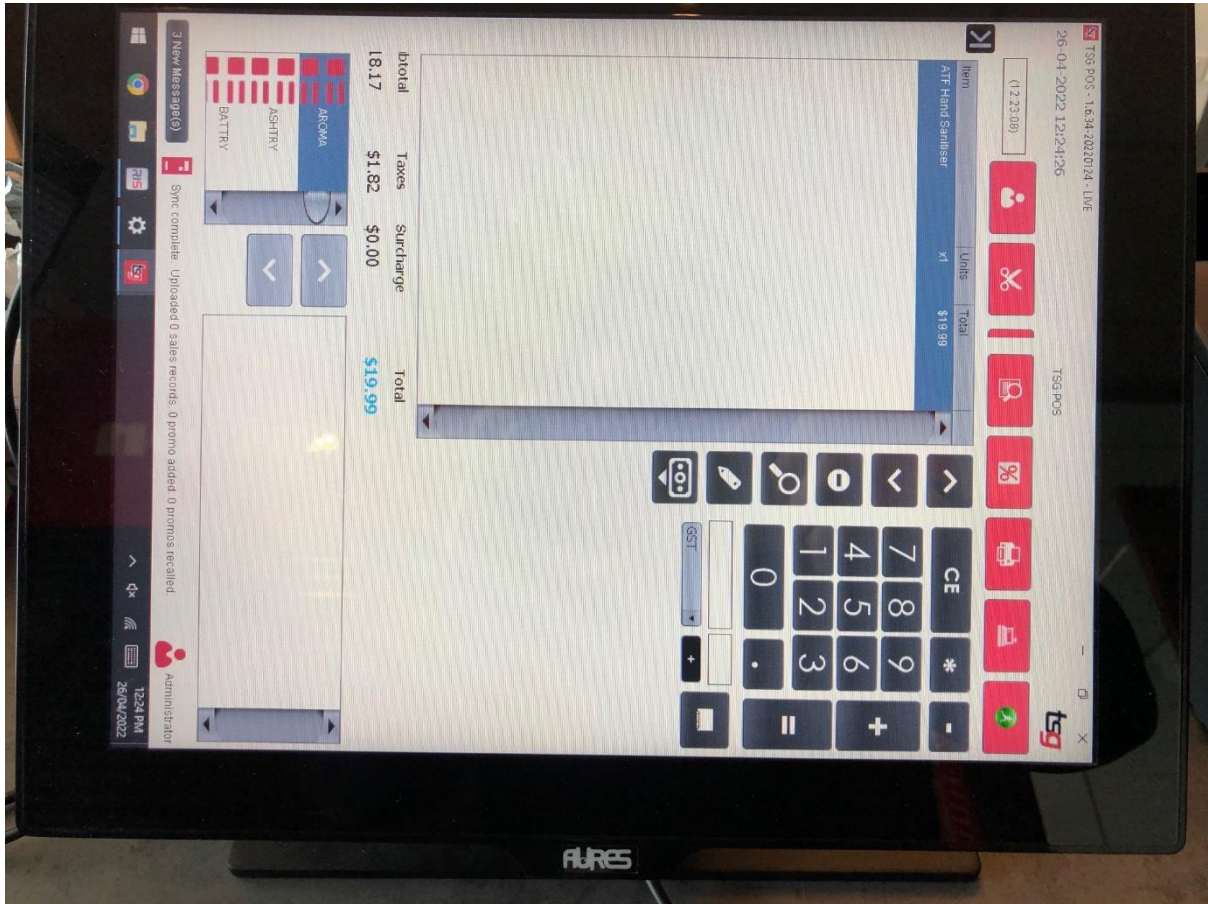 TSG POS - 1.6.34-20220124 - LIVE
26-04-2022 12:24:26
TSG POS
tsg
(12:23:08)
%
Item Units Total
ATF Hand Sanitiser x1 $19.99
CE * -
7 8 9 +
4 5 6
1 2 3 =
0 .
GST +
btotal Taxes Surcharge Total
18.17 $1.82 $0.00 $19.99
AROMA
ASHTRY
BATTRY
3 New Message(s) Sync complete. Uploaded 0 sales records. 0 promo added. 0 promos recalled. Administrator
RIS tsg 12:24 PM
26/04/2022
AURES